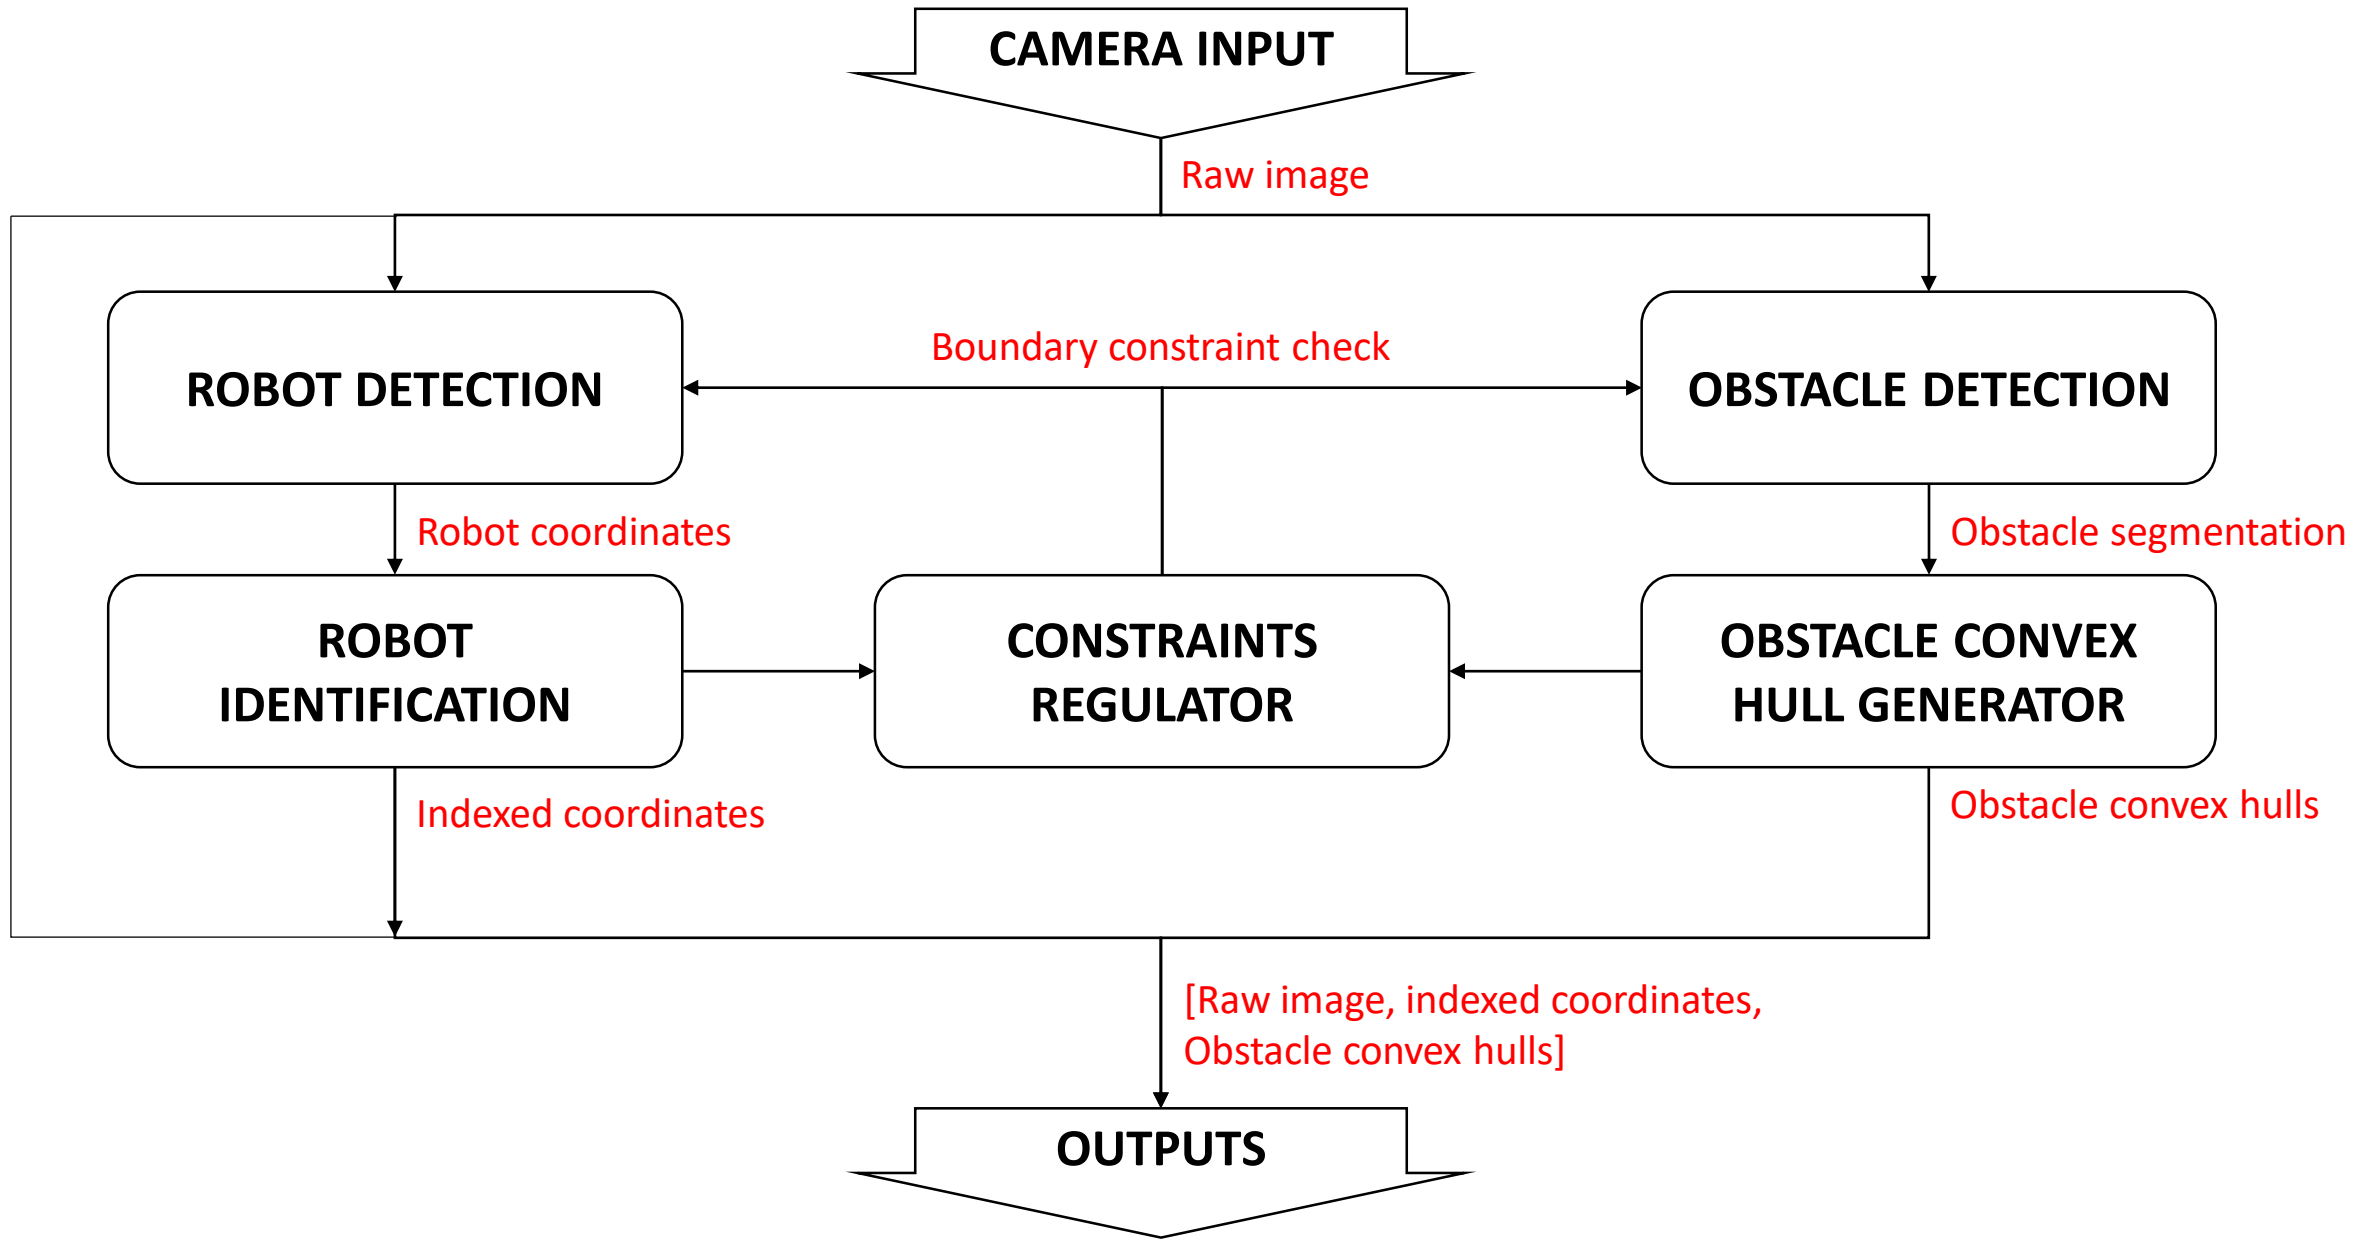 CAMERA INPUT
Raw image
Boundary constraint check
ROBOT DETECTION
OBSTACLE DETECTION
Robot coordinates
Obstacle segmentation
ROBOT
IDENTIFICATION
CONSTRAINTS
REGULATOR
OBSTACLE CONVEX
HULL GENERATOR
Indexed coordinates
Obstacle convex hulls
[Raw image, indexed coordinates,
Obstacle convex hulls]
OUTPUTS